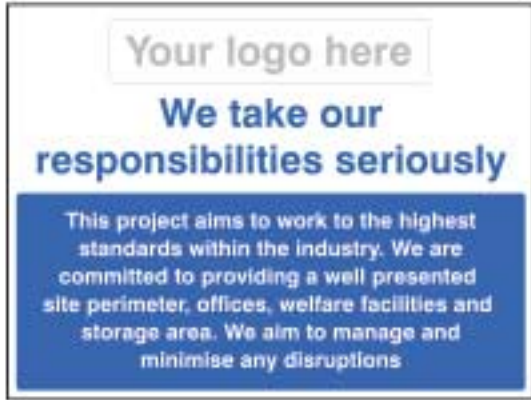 Your logo here
We take our
responsibilities seriously
This project aims to work to the highest
standards within the industry. We are
committed to providing a well presented
site perimeter, offices, welfare facilities and
storage area. We aim to manage and
minimise any disruptions